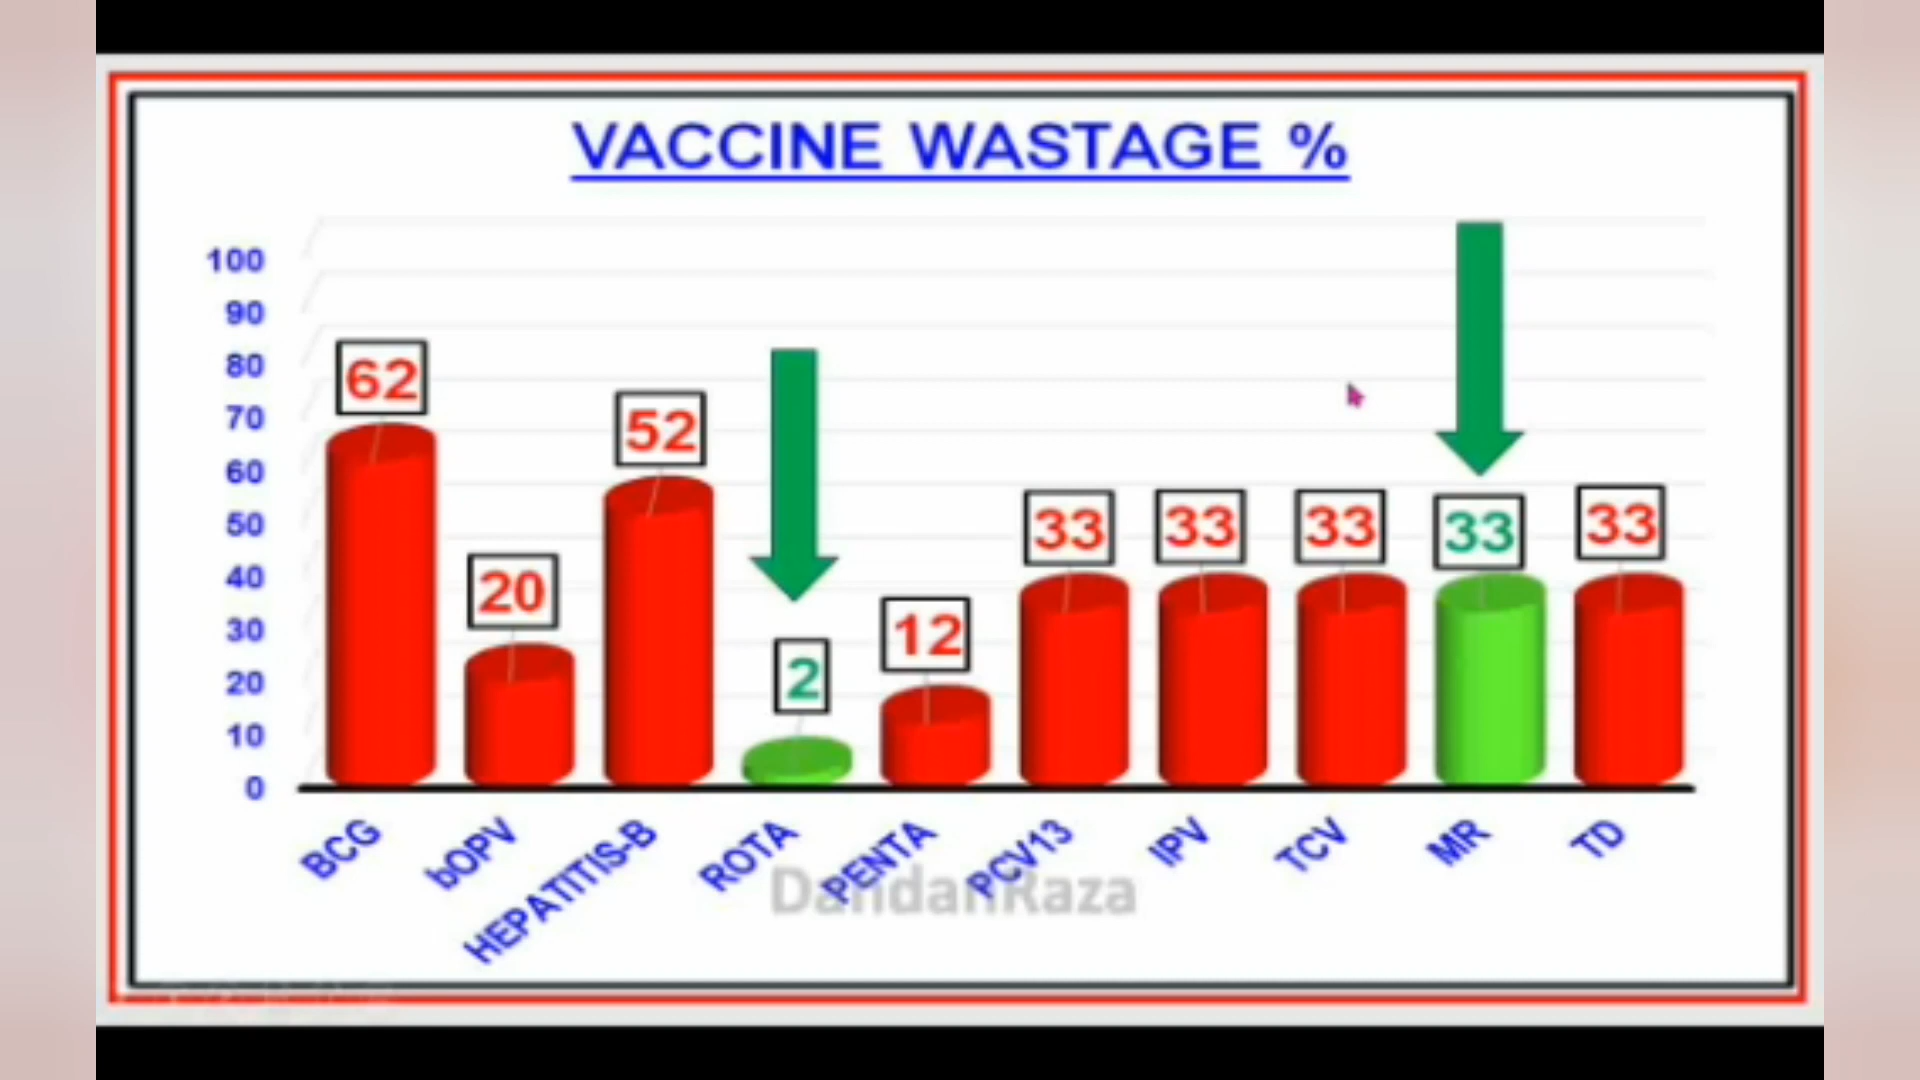 VACCINE WASTAGE %
100
90
80
70
60
50
40
30
20
10
0
62
20
52
2
12
33
33
33
33
33
BCG
bOPV
HEPATITIS-B
ROTA
PENTA
PCV13
IPV
TCV
MR
TD
DandanRaza